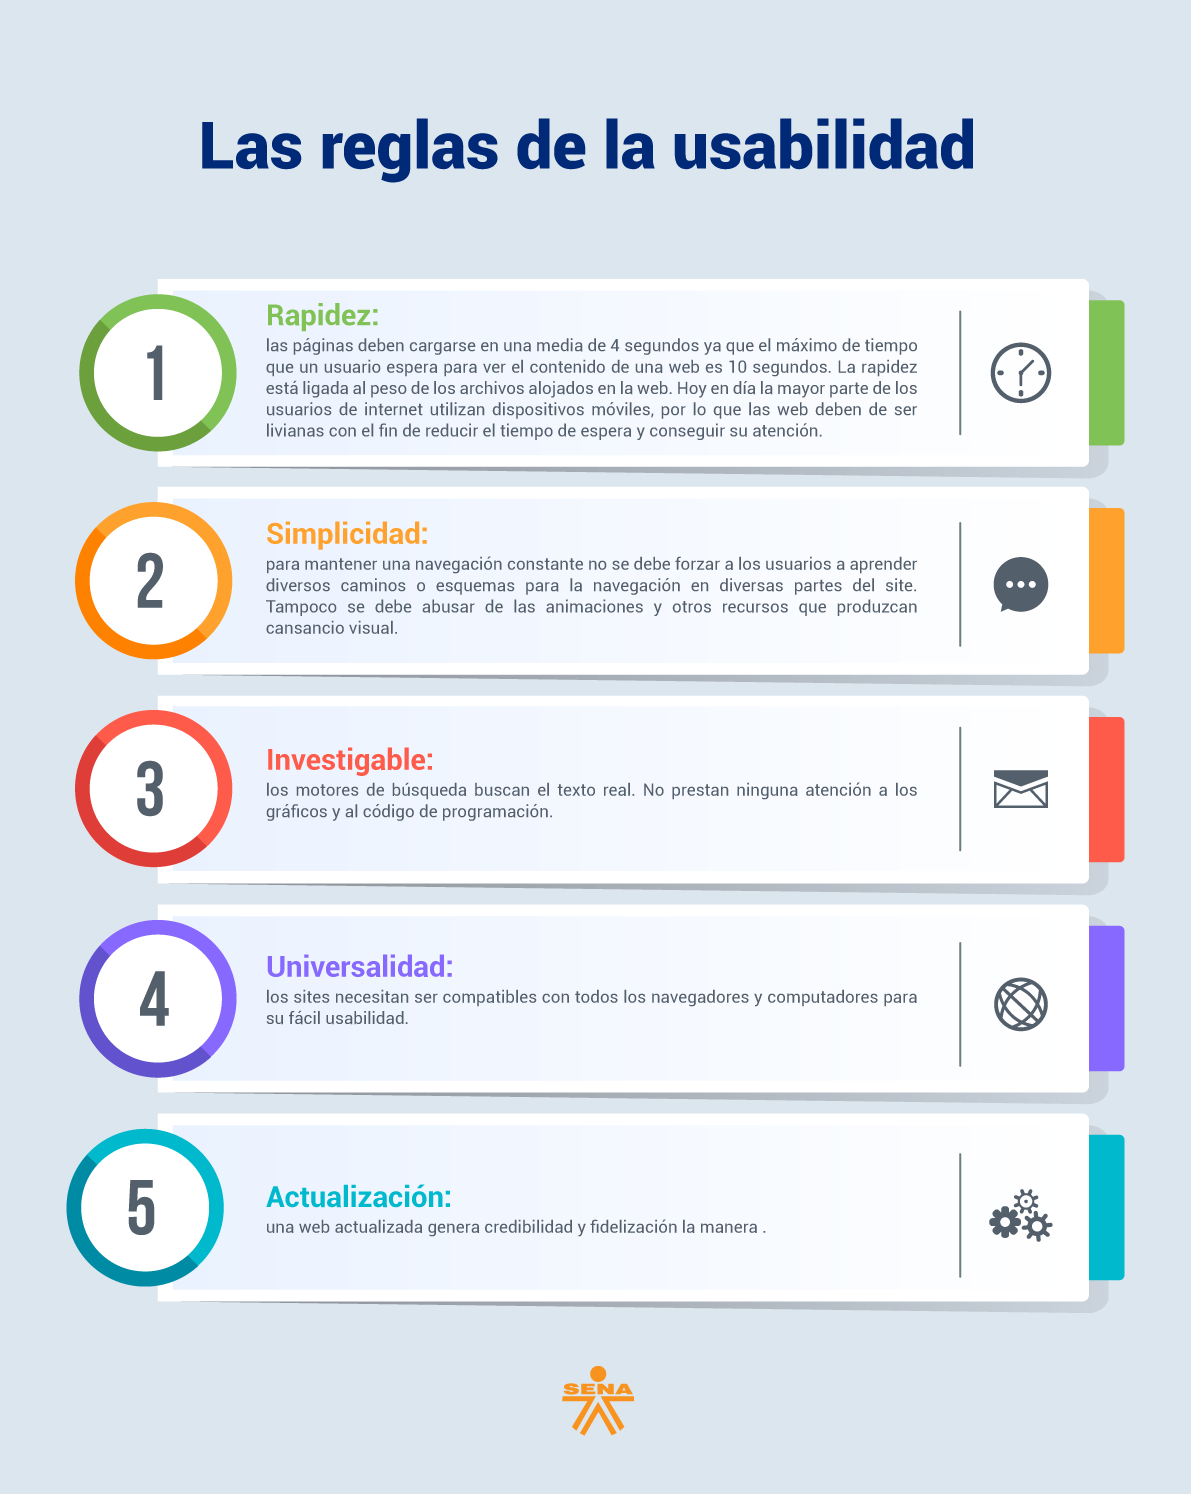 Las reglas de la usabilidad
1
Rapidez:
las páginas deben cargarse en una media de 4 segundos ya que el máximo de tiempo
que un usuario espera para ver el contenido de una web es 10 segundos. La rapidez
está ligada al peso de los archivos alojados en la web. Hoy en día la mayor parte de los
usuarios de internet utilizan dispositivos móviles, por lo que las web deben de ser
livianas con el fin de reducir el tiempo de espera y conseguir su atención.
2
Simplicidad:
para mantener una navegación constante no se debe forzar a los usuarios a aprender
diversos caminos o esquemas para la navegación en diversas partes del site.
Tampoco se debe abusar de las animaciones y otros recursos que produzcan
cansancio visual.
3
Investigable:
los motores de búsqueda buscan el texto real. No prestan ninguna atención a los
gráficos y al código de programación.
4
Universalidad:
los sites necesitan ser compatibles con todos los navegadores y computadores para
su fácil usabilidad.
5
Actualización:
una web actualizada genera credibilidad y fidelización la manera .
SENA